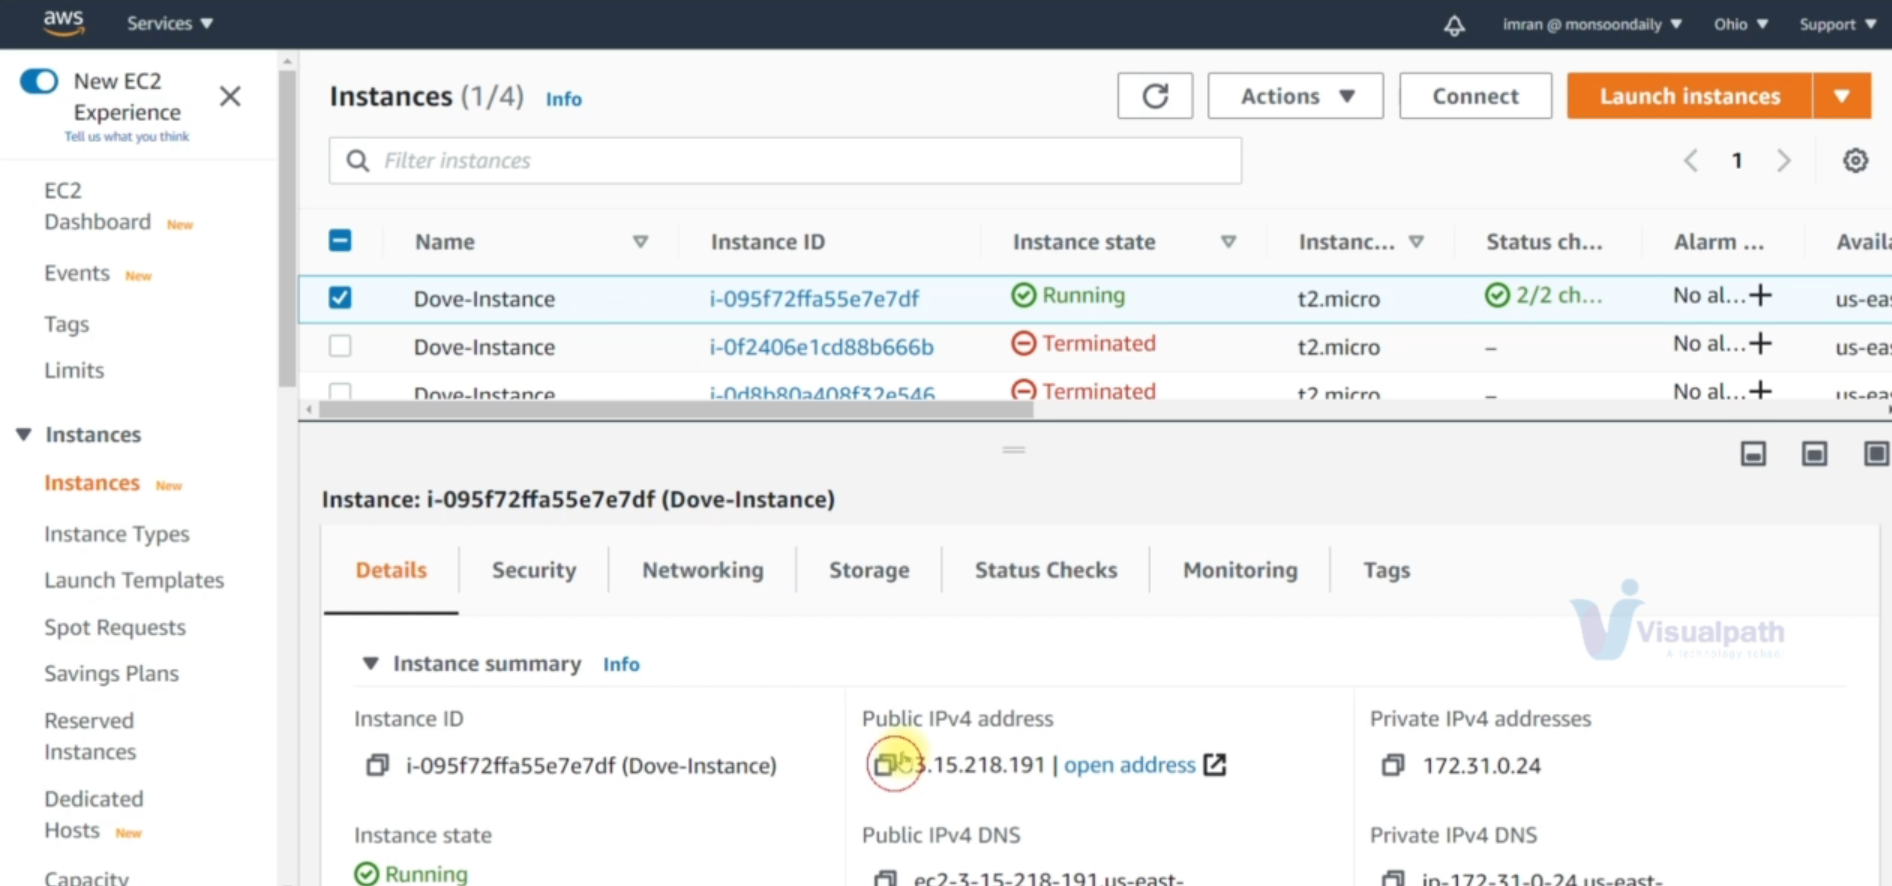 aws Services ▼ imran @ monsoondaily ▼ Ohio ▼ Support ▼
New EC2
Experience
Tell us what you think
EC2
Dashboard New
Events New
Tags
Limits
▼ Instances
Instances New
Instance Types
Launch Templates
Spot Requests
Savings Plans
Reserved
Instances
Dedicated
Hosts New
Capacity
Instances (1/4) Info
Actions ▼ Connect Launch instances ▼
Filter instances
1
Name Instance ID Instance state Instanc... Status ch... Alarm ... Availa
Dove-Instance i-095f72ffa55e7e7df Running t2.micro 2/2 ch... No al... + us-eas
Dove-Instance i-0f2406e1cd88b666b Terminated t2.micro – No al... + us-eas
Dove-Instance i-0d8b80a408f32e546 Terminated t2.micro – No al... + us-eas
Instance: i-095f72ffa55e7e7df (Dove-Instance)
Details Security Networking Storage Status Checks Monitoring Tags
Visualpath
A technology school
▼ Instance summary Info
Instance ID
i-095f72ffa55e7e7df (Dove-Instance)
Public IPv4 address
3.15.218.191 | open address
Private IPv4 addresses
172.31.0.24
Instance state
Running
Public IPv4 DNS
ec2-3-15-218-191.us-east-
Private IPv4 DNS
ip-172-31-0-24.us-east-